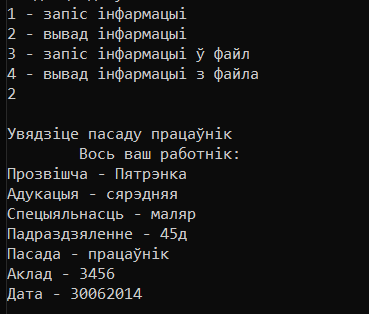 1 - запіс інфармацыі
2 - вывад інфармацыі
3 - запіс інфармацыі ў файл
4 - вывад інфармацыі з файла
2
Увядзіце пасаду працаўнік
Вось ваш работнік:
Прозвішча - Пятрэнка
Адукацыя - сярэдняя
Спецыяльнасць - маляр
Падраздзяленне - 45д
Пасада - працаўнік
Аклад - 3456
Дата - 30062014